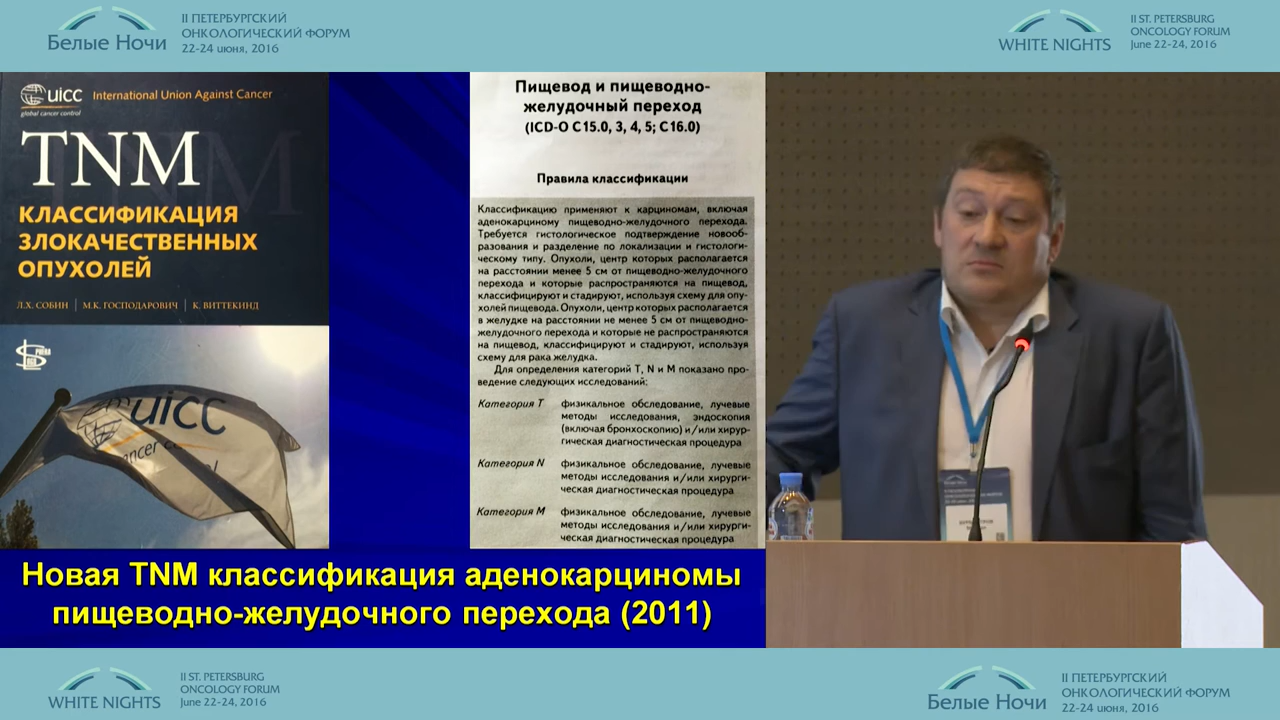 II ПЕТЕРБУРГСКИЙ
ОНКОЛОГИЧЕСКИЙ ФОРУМ
Белые Ночи
22-24 июня, 2016
II ST. PETERSBURG
ONCOLOGY FORUM
WHITE NIGHTS
June 22-24, 2016
uicc
International Union Against Cancer
global cancer control
TNM
КЛАССИФИКАЦИЯ
ЗЛОКАЧЕСТВЕННЫХ
ОПУХОЛЕЙ
Л.Х. СОБИН | М.К. ГОСПОДАРОВИЧ | К. ВИТТЕКИНД
uicc
Пищевод и пищеводно-
желудочный переход
(ICD-O C15.0, 3, 4, 5; C16.0)
Правила классификации
Классификацию применяют к карциномам, включая
аденокарциному пищеводно-желудочного перехода.
Требуется гистологическое подтверждение новооб-
разования и разделение по локализации и гистологи-
ческому типу. Опухоли, центр которых располагается
на расстоянии менее 5 см от пищеводно-желудочного
перехода и которые распространяются на пищевод,
классифицируют и стадируют, используя схему для опу-
холей пищевода. Опухоли, центр которых располагается
в желудке на расстоянии не менее 5 см от пищеводно-
желудочного перехода и которые не распространяются
на пищевод, классифицируют и стадируют, используя
схему для рака желудка.
Для определения категорий T, N и M показано про-
ведение следующих исследований:
Категория T физикальное обследование, лучевые
методы исследования, эндоскопия
(включая бронхоскопию) и/или хирур-
гическая диагностическая процедура
Категория N физикальное обследование, лучевые
методы исследования и/или хирурги-
ческая диагностическая процедура
Категория M физикальное обследование, лучевые
методы исследования и/или хирурги-
ческая диагностическая процедура
Новая TNM классификация аденокарциномы
пищеводно-желудочного перехода (2011)
II ST. PETERSBURG
ONCOLOGY FORUM
WHITE NIGHTS
June 22-24, 2016
II ПЕТЕРБУРГСКИЙ
ОНКОЛОГИЧЕСКИЙ ФОРУМ
Белые Ночи
22-24 июня, 2016